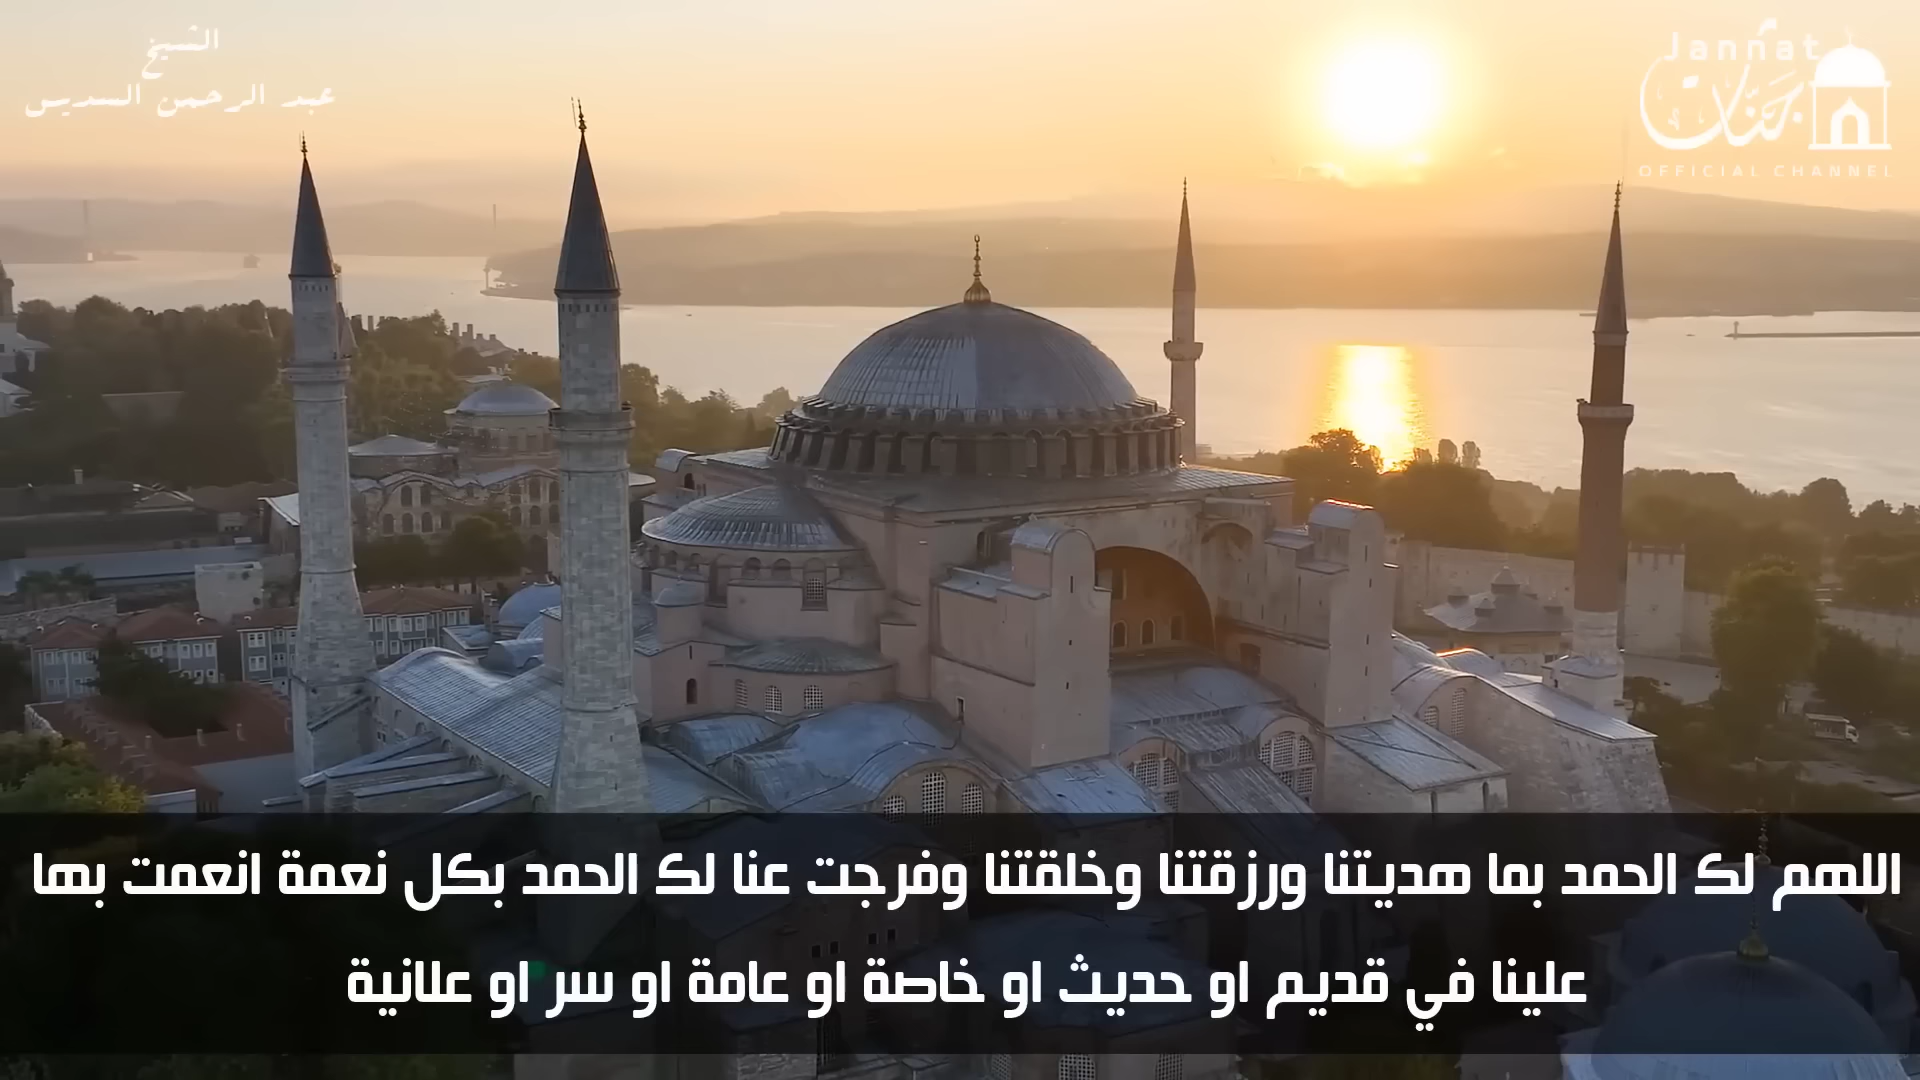 الشيخ
عبد الرحمن السديس
Jannat
جَنَّات
OFFICIAL CHANNEL
اللهم لك الحمد بما هديتنا ورزقتنا وخلقتنا وفرجت عنا لك الحمد بكل نعمة انعمت بها
علينا في قديم او حديث او خاصة او عامة او سر او علانية